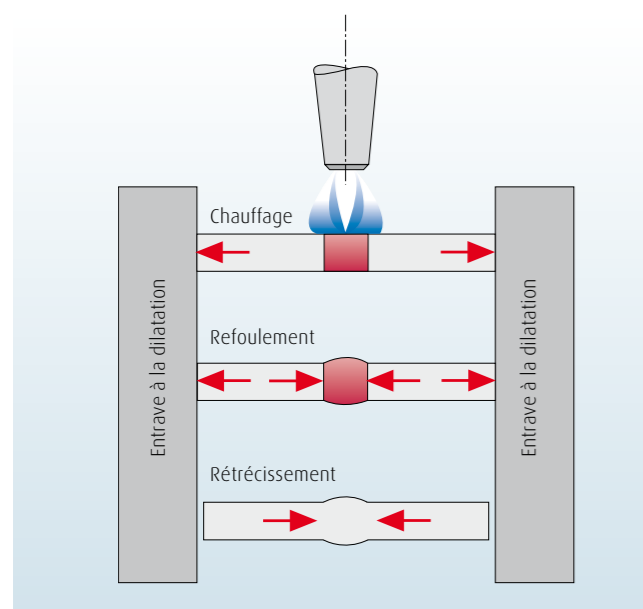 Chauffage
Entrave à la dilatation
Entrave à la dilatation
Refoulement
Rétrécissement